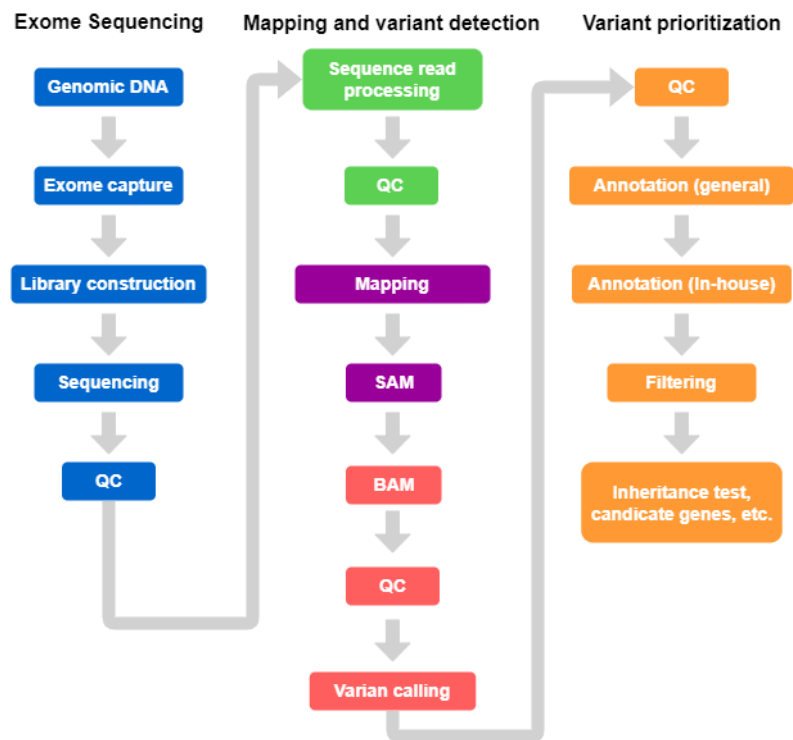 Exome Sequencing
Genomic DNA
Exome capture
Library construction
Sequencing
QC
Mapping and variant detection
Sequence read
processing
QC
Mapping
SAM
BAM
QC
Varian calling
Variant prioritization
QC
Annotation (general)
Annotation (In-house)
Filtering
Inheritance test,
candicate genes, etc.